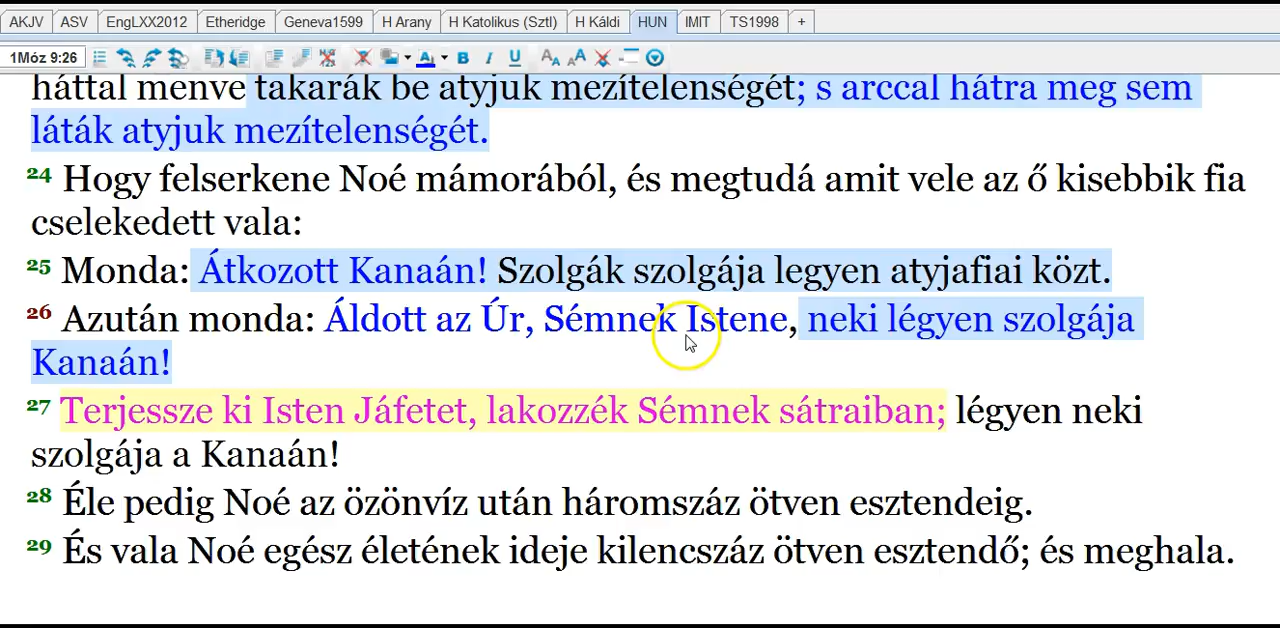 AKJV ASV EngLXX2012 Etheridge Geneva1599 H Arany H Katolikus (Sztl) H Káldi HUN IMIT TS1998 +
1Móz 9:26
háttal menve takarák be atyjuk mezítelenségét; s arccal hátra meg sem
láták atyjuk mezítelenségét.
24 Hogy felserkene Noé mámorából, és megtudá amit vele az ő kisebbik fia
cselekedett vala:
25 Monda: Átkozott Kanaán! Szolgák szolgája legyen atyjafiai közt.
26 Azután monda: Áldott az Úr, Sémnek Istene, neki légyen szolgája
Kanaán!
27 Terjessze ki Isten Jáfetet, lakozzék Sémnek sátraiban; légyen neki
szolgája a Kanaán!
28 Éle pedig Noé az özönvíz után háromszáz ötven esztendeig.
29 És vala Noé egész életének ideje kilencszáz ötven esztendő; és meghala.